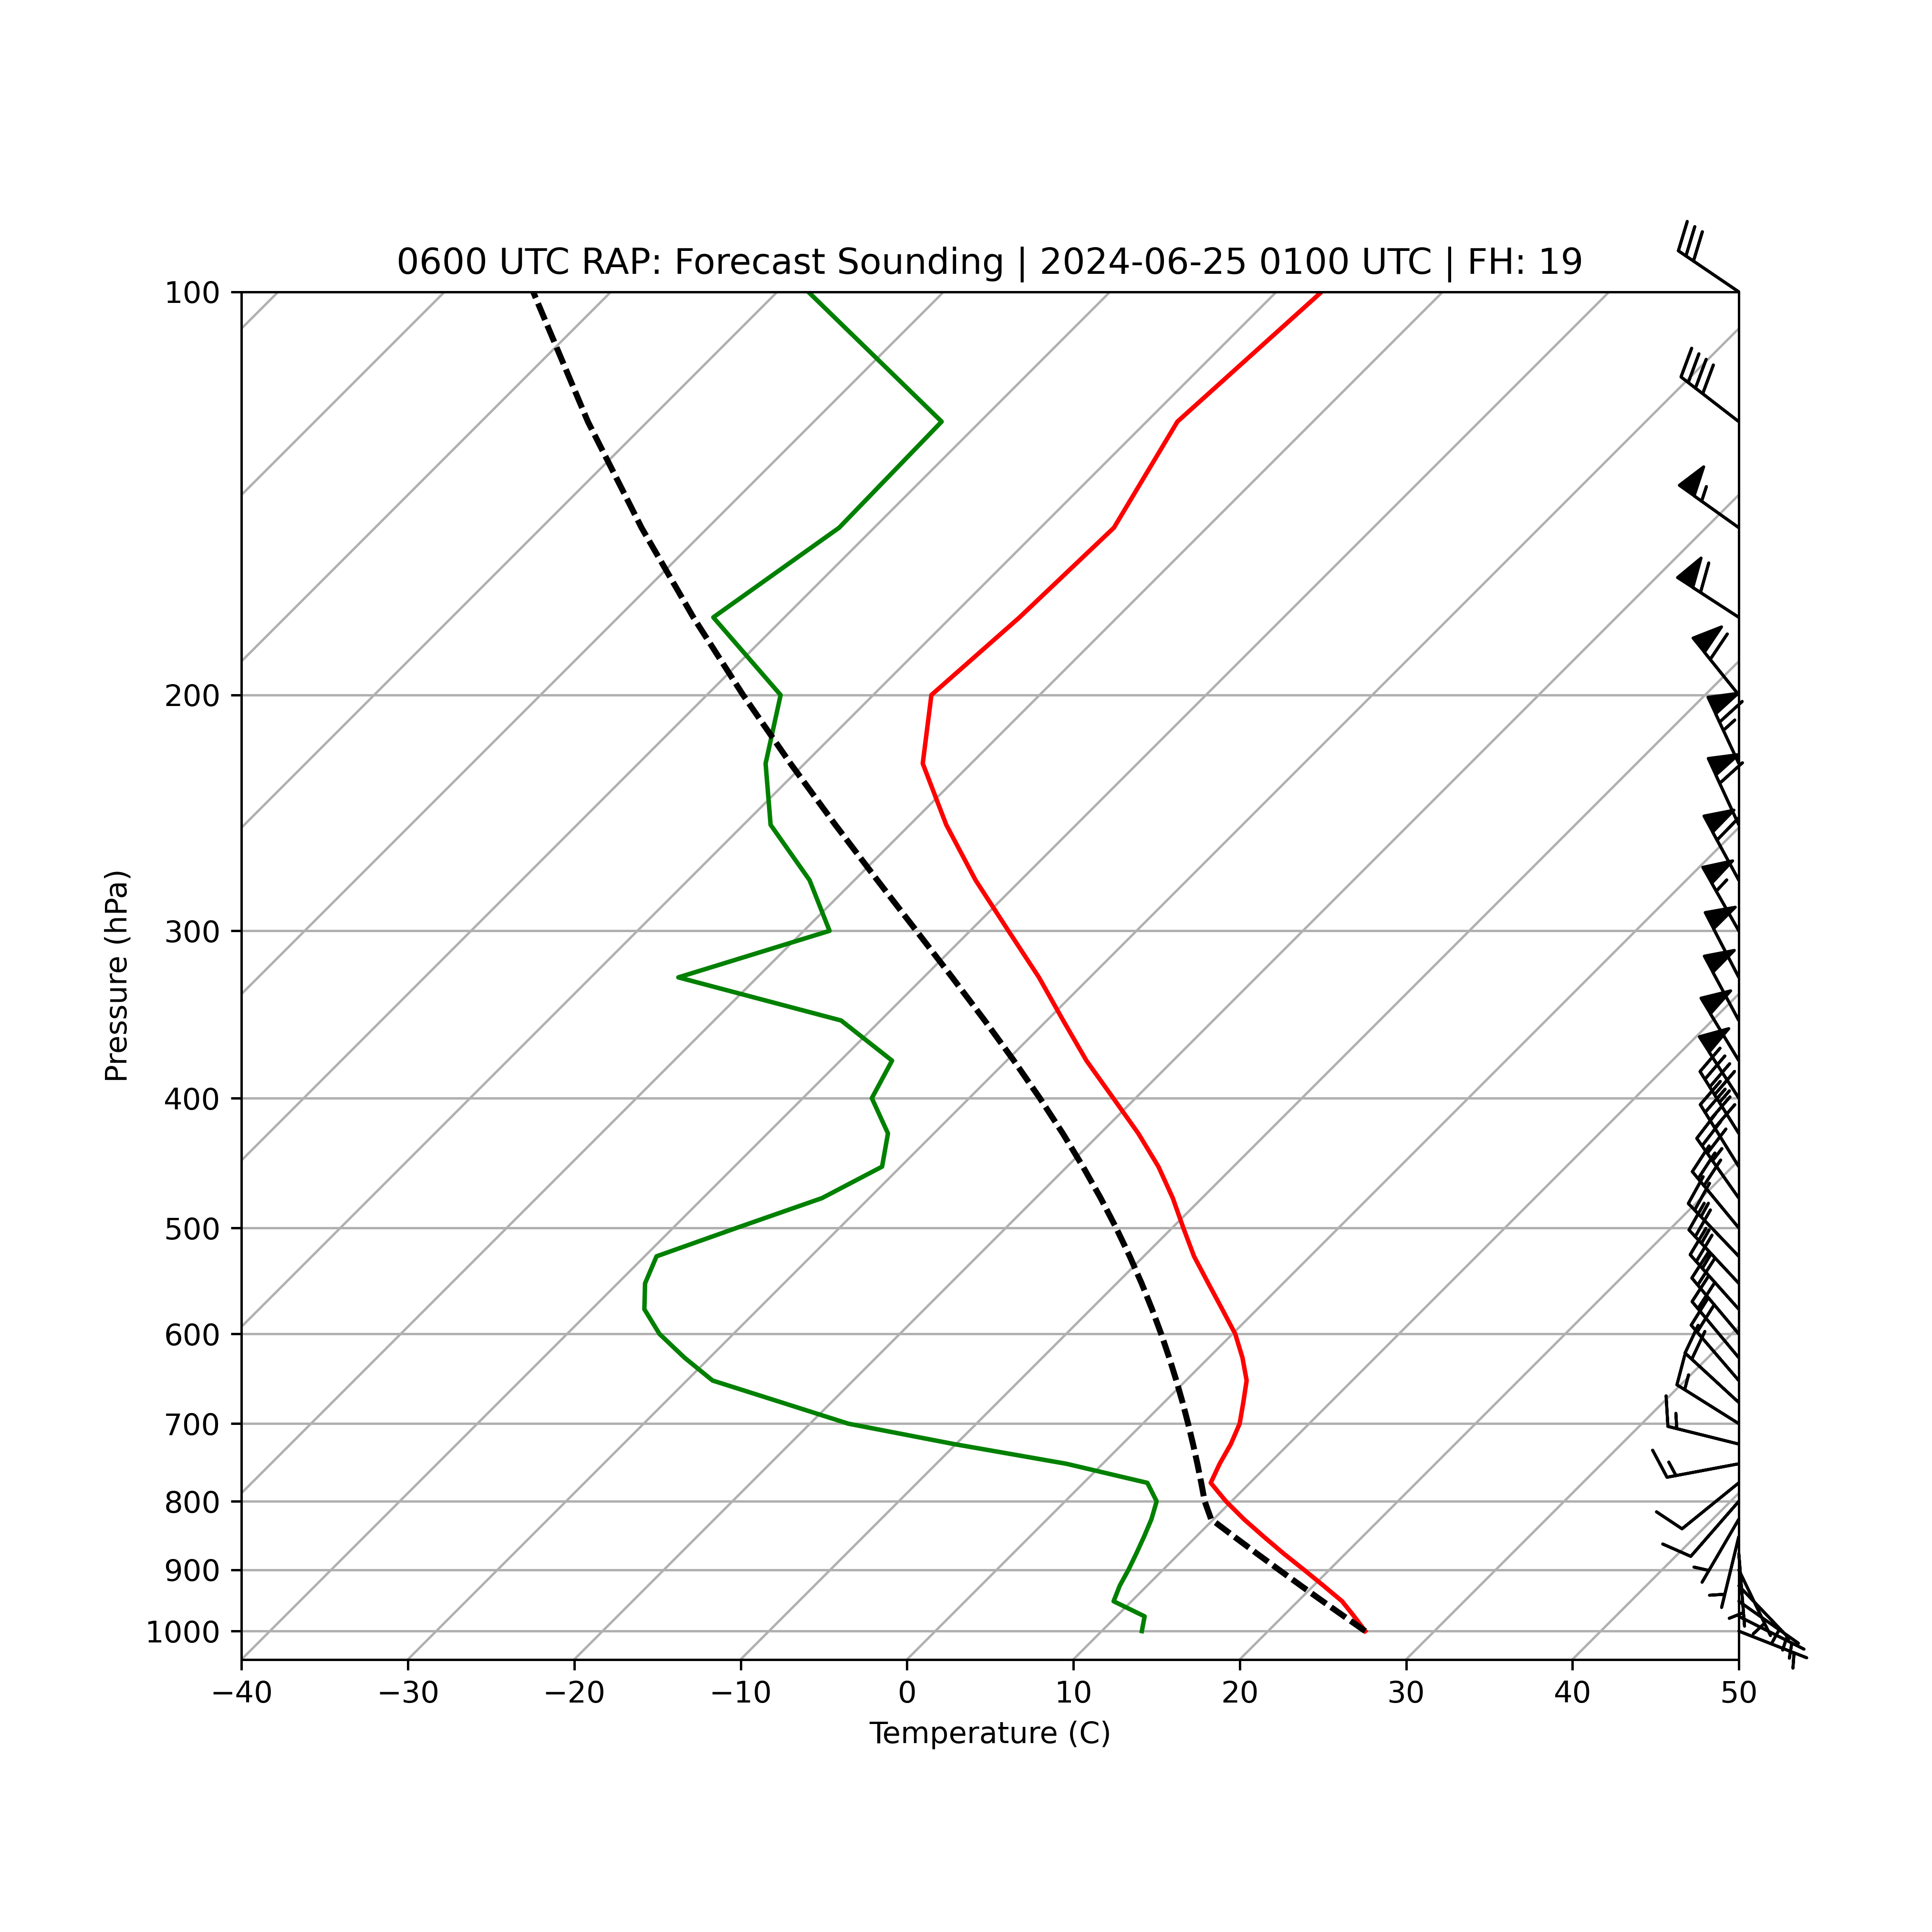 0600 UTC RAP: Forecast Sounding | 2024-06-25 0100 UTC | FH: 19
100
200
300
400
500
600
700
800
900
1000
Pressure (hPa)
−40 −30 −20 −10 0 10 20 30 40 50
Temperature (C)